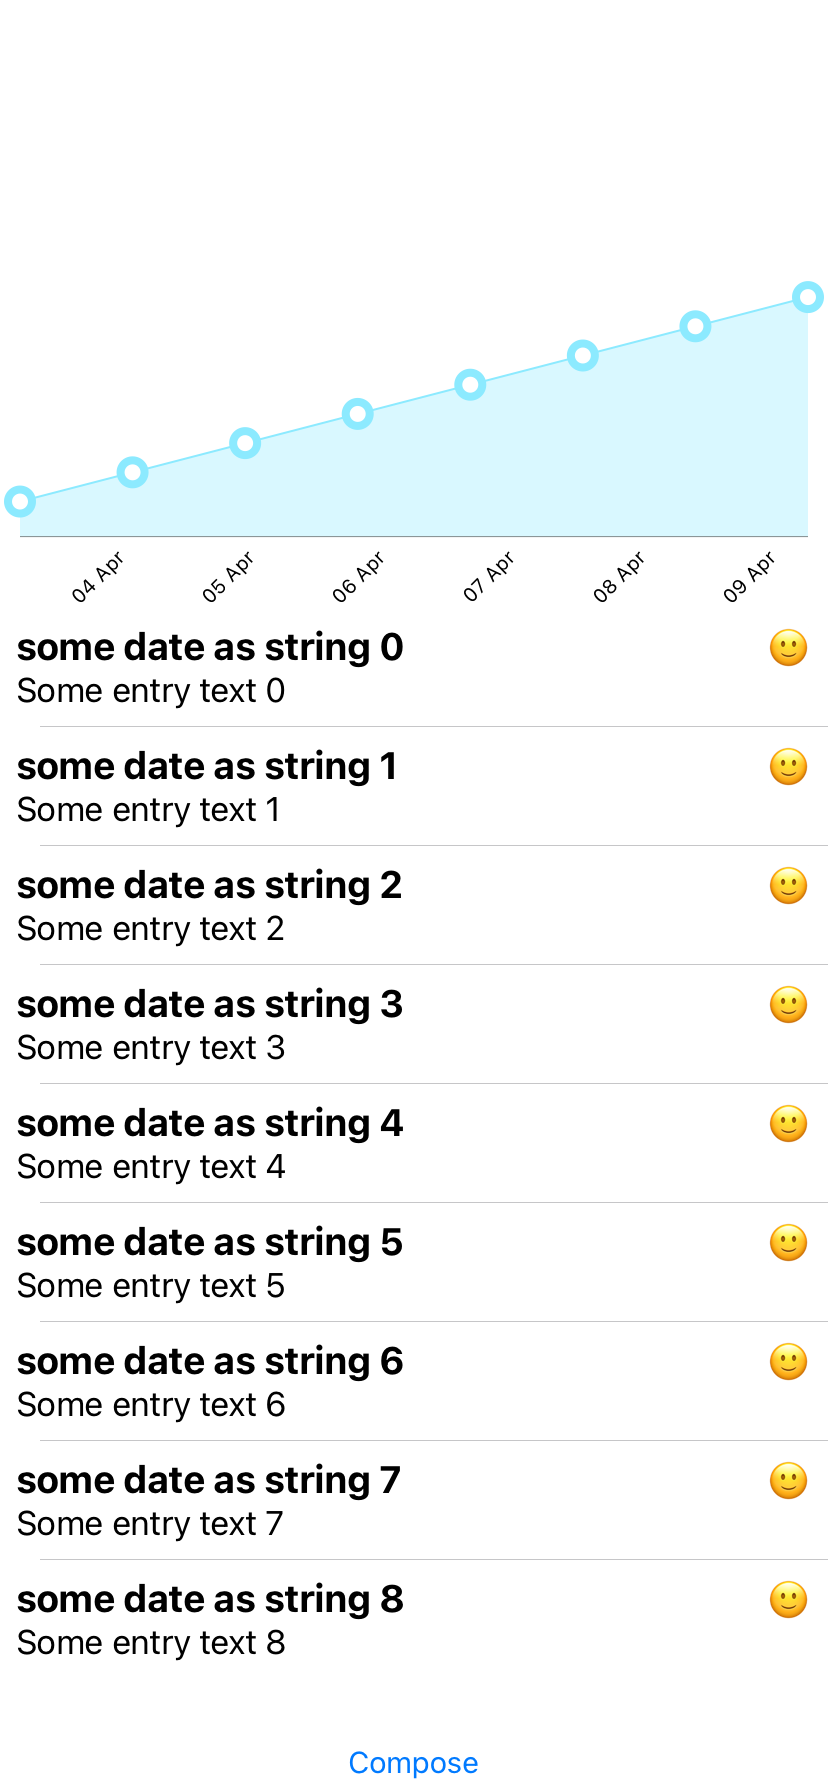 04 Apr
05 Apr
06 Apr
07 Apr
08 Apr
09 Apr
some date as string 0
Some entry text 0
some date as string 1
Some entry text 1
some date as string 2
Some entry text 2
some date as string 3
Some entry text 3
some date as string 4
Some entry text 4
some date as string 5
Some entry text 5
some date as string 6
Some entry text 6
some date as string 7
Some entry text 7
some date as string 8
Some entry text 8
Compose